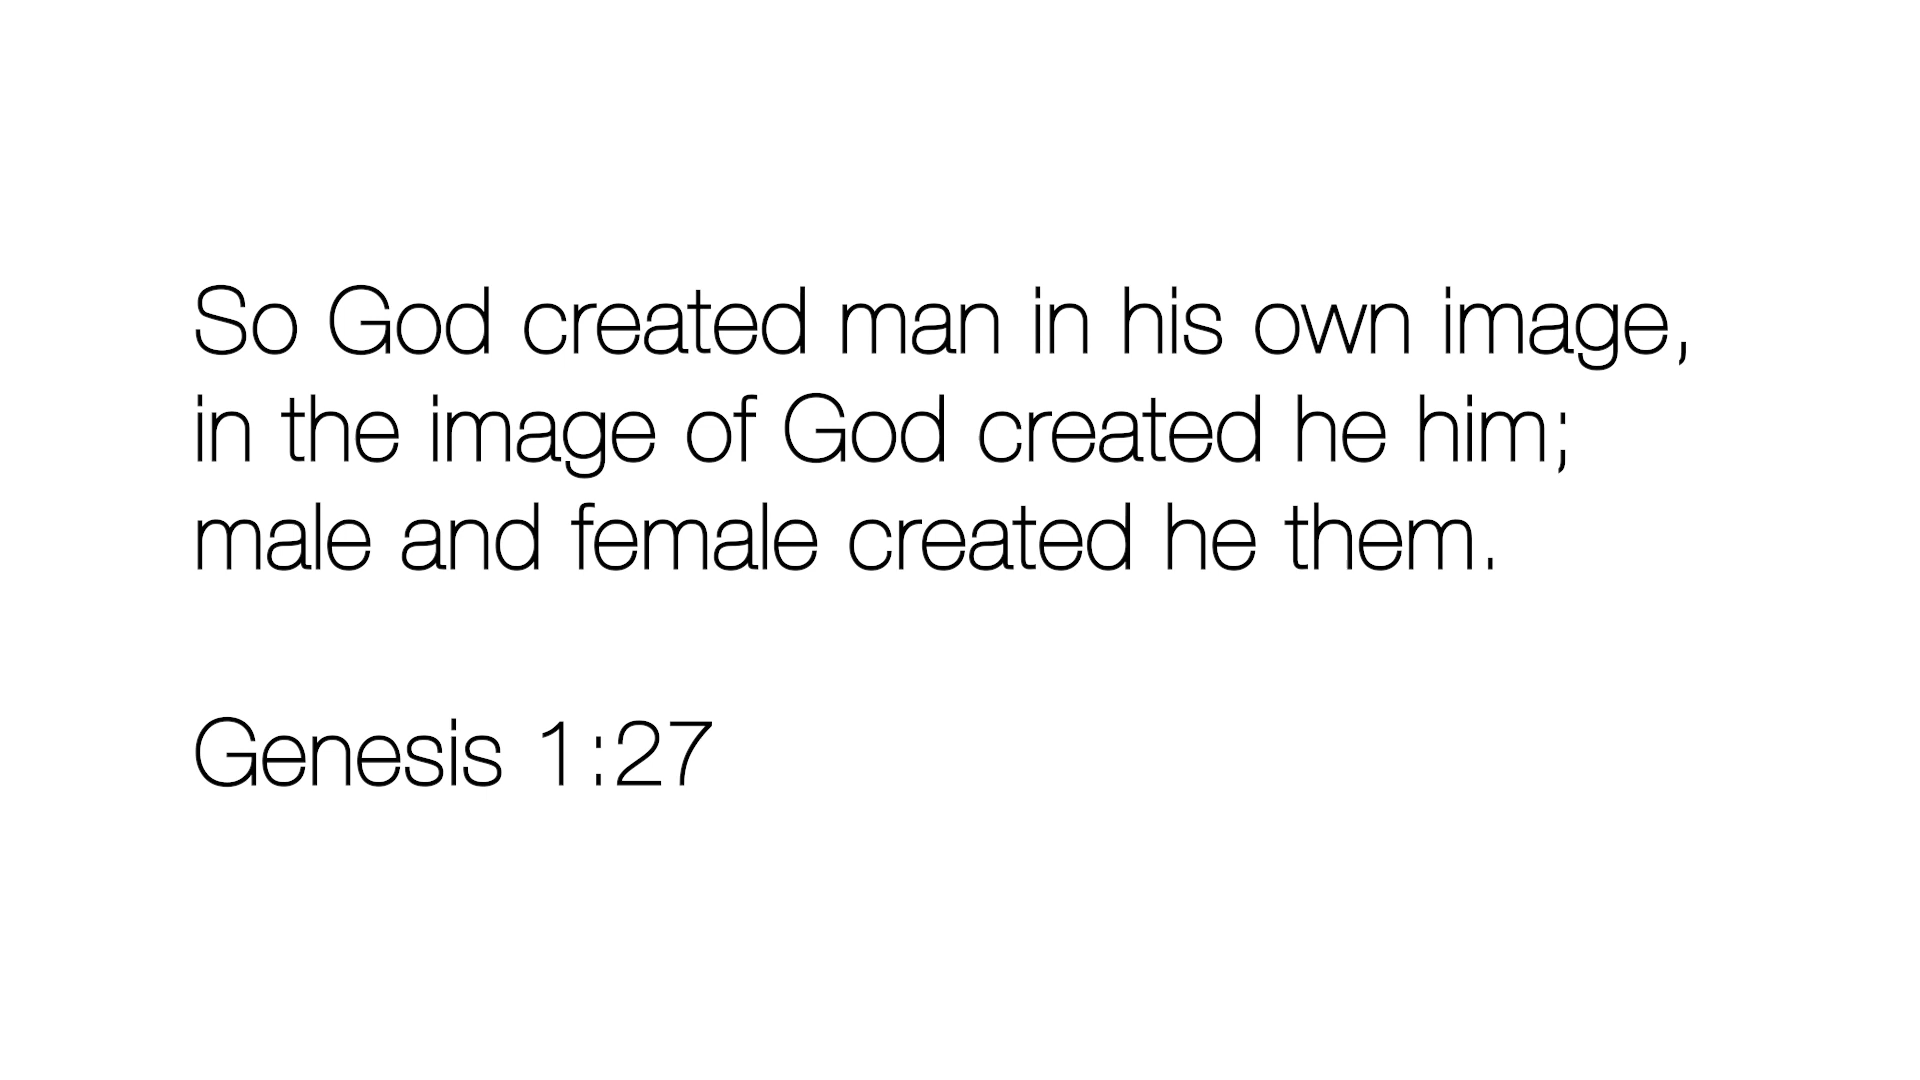 So God created man in his own image,
in the image of God created he him;
male and female created he them.
Genesis 1:27